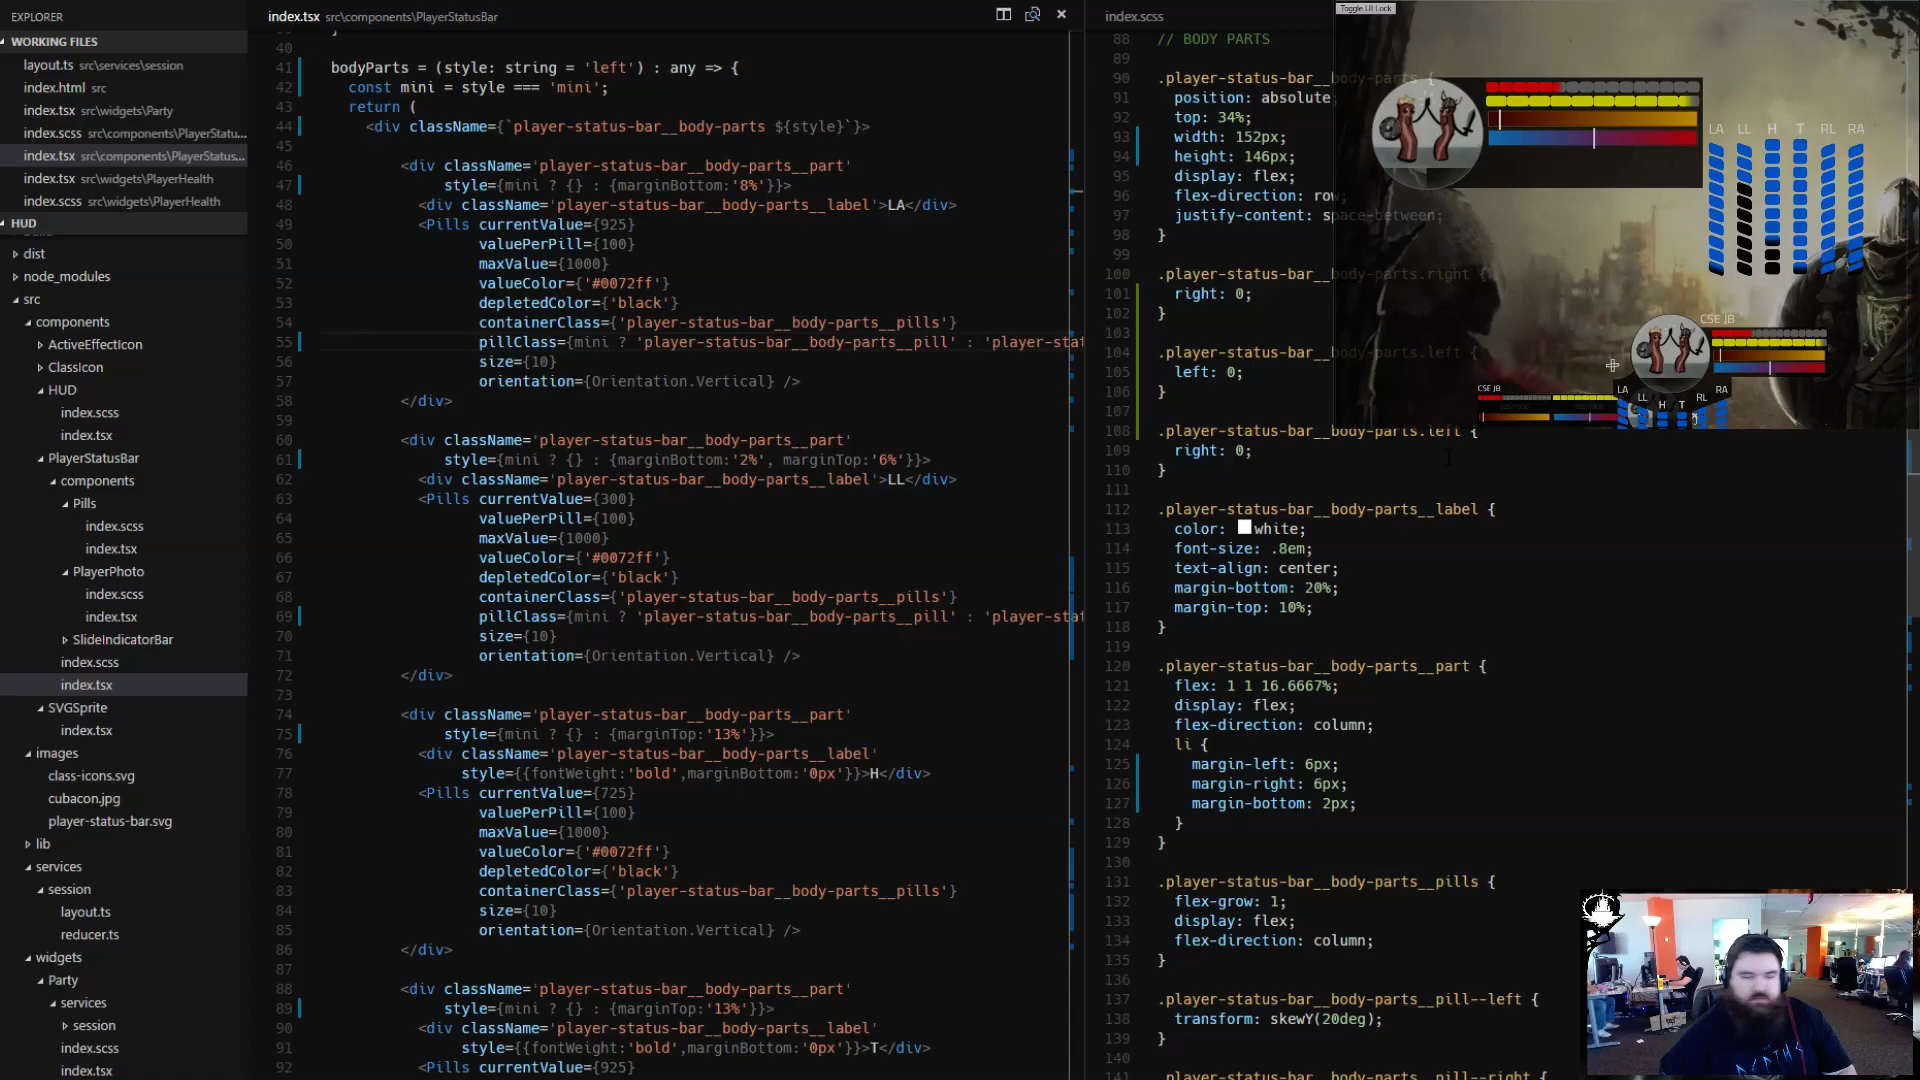 EXPLORER
WORKING FILES
layout.ts src\services\session
index.html src
index.tsx src\widgets\Party
index.scss src\components\PlayerStatu...
index.tsx src\components\PlayerStatus...
index.tsx src\widgets\PlayerHealth
index.scss src\widgets\PlayerHealth
HUD
dist
node_modules
src
components
ActiveEffectIcon
ClassIcon
HUD
index.scss
index.tsx
PlayerStatusBar
components
Pills
index.scss
index.tsx
PlayerPhoto
index.scss
index.tsx
SlideIndicatorBar
index.scss
index.tsx
SVGSprite
index.tsx
images
class-icons.svg
cubacon.jpg
player-status-bar.svg
lib
services
session
layout.ts
reducer.ts
widgets
Party
services
session
index.scss
index.tsx
index.tsx src\components\PlayerStatusBar
40
41 bodyParts = (style: string = 'left') : any => {
42 const mini = style === 'mini';
43 return (
44 <div className={`player-status-bar__body-parts ${style}`}>
45
46 <div className='player-status-bar__body-parts__part'
47 style={mini ? {} : {marginBottom:'8%'}}>
48 <div className='player-status-bar__body-parts__label'>LA</div>
49 <Pills currentValue={925}
50 valuePerPill={100}
51 maxValue={1000}
52 valueColor={'#0072ff'}
53 depletedColor={'black'}
54 containerClass={'player-status-bar__body-parts__pills'}
55 pillClass={mini ? 'player-status-bar__body-parts__pill' : 'player-stat
56 size={10}
57 orientation={Orientation.Vertical} />
58 </div>
59
60 <div className='player-status-bar__body-parts__part'
61 style={mini ? {} : {marginBottom:'2%', marginTop:'6%'}}>
62 <div className='player-status-bar__body-parts__label'>LL</div>
63 <Pills currentValue={300}
64 valuePerPill={100}
65 maxValue={1000}
66 valueColor={'#0072ff'}
67 depletedColor={'black'}
68 containerClass={'player-status-bar__body-parts__pills'}
69 pillClass={mini ? 'player-status-bar__body-parts__pill' : 'player-stat
70 size={10}
71 orientation={Orientation.Vertical} />
72 </div>
73
74 <div className='player-status-bar__body-parts__part'
75 style={mini ? {} : {marginTop:'13%'}}>
76 <div className='player-status-bar__body-parts__label'
77 style={{fontWeight:'bold',marginBottom:'0px'}}>H</div>
78 <Pills currentValue={725}
79 valuePerPill={100}
80 maxValue={1000}
81 valueColor={'#0072ff'}
82 depletedColor={'black'}
83 containerClass={'player-status-bar__body-parts__pills'}
84 size={10}
85 orientation={Orientation.Vertical} />
86 </div>
87
88 <div className='player-status-bar__body-parts__part'
89 style={mini ? {} : {marginTop:'13%'}}>
90 <div className='player-status-bar__body-parts__label'
91 style={{fontWeight:'bold',marginBottom:'0px'}}>T</div>
92 <Pills currentValue={925}
index.scss
88 // BODY PARTS
89
90 .player-status-bar__body-parts {
91 position: absolute;
92 top: 34%;
93 width: 152px;
94 height: 146px;
95 display: flex;
96 flex-direction: row;
97 justify-content: space-between;
98 }
99
100 .player-status-bar__body-parts.right {
101 right: 0;
102 }
103
104 .player-status-bar__body-parts.left {
105 left: 0;
106 }
107
108 .player-status-bar__body-parts.left {
109 right: 0;
110 }
111
112 .player-status-bar__body-parts__label {
113 color: white;
114 font-size: .8em;
115 text-align: center;
116 margin-bottom: 20%;
117 margin-top: 10%;
118 }
119
120 .player-status-bar__body-parts__part {
121 flex: 1 1 16.6667%;
122 display: flex;
123 flex-direction: column;
124 li {
125 margin-left: 6px;
126 margin-right: 6px;
127 margin-bottom: 2px;
128 }
129 }
130
131 .player-status-bar__body-parts__pills {
132 flex-grow: 1;
133 display: flex;
134 flex-direction: column;
135 }
136
137 .player-status-bar__body-parts__pill--left {
138 transform: skewY(20deg);
139 }
140
141 .player-status-bar__body-parts__pill--right {
Toggle UI Lock
LA LL H T RL RA
CSE JB
CSE JB
LA LL H T RL RA